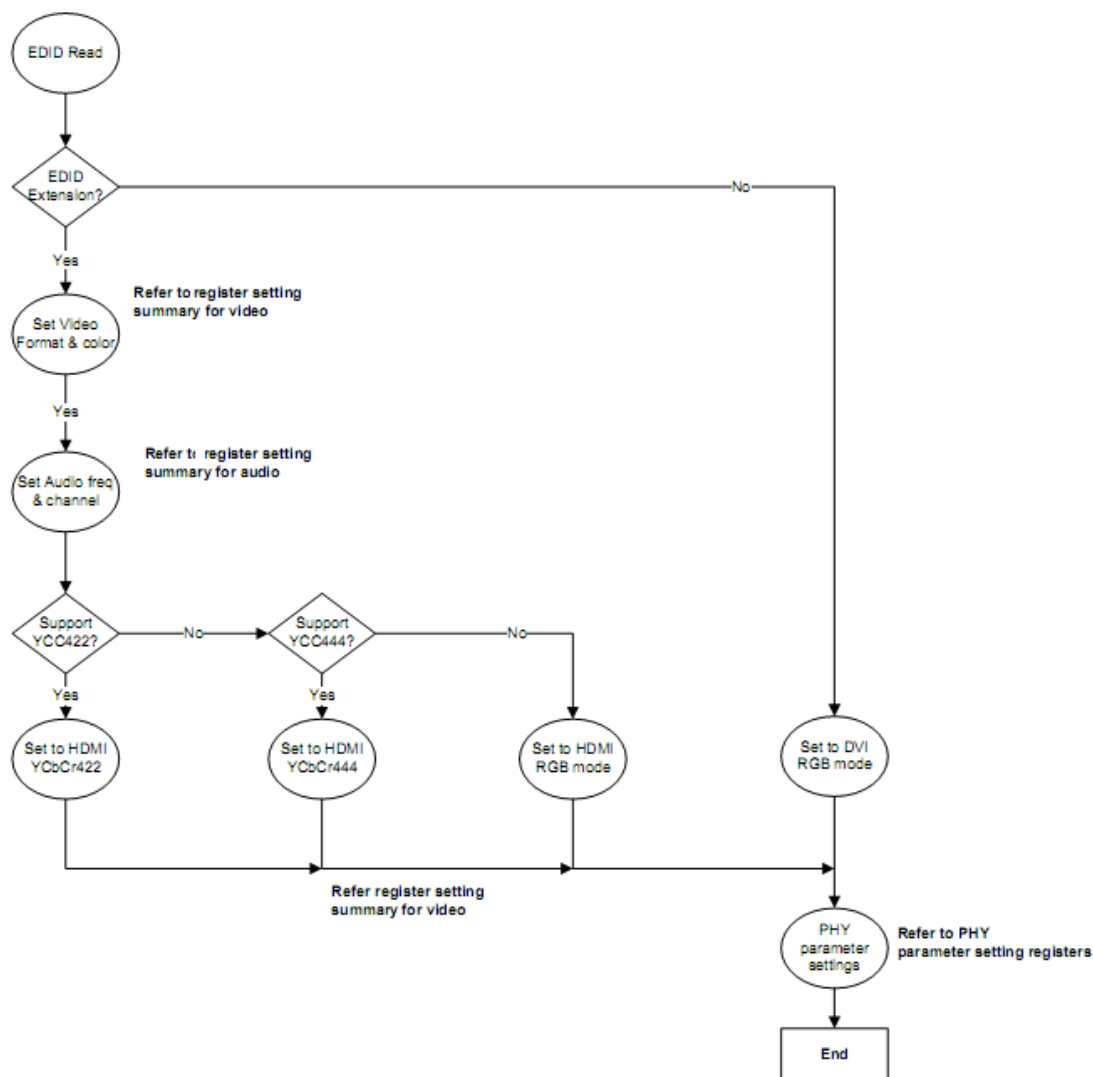 EDID Read
EDID
Extension?
No
Yes
Refer to register setting
summary for video
Set Video
Format & color
Yes
Refer to register setting
summary for audio
Set Audio freq
& channel
Support
YCC422?
No
Support
YCC444?
No
Yes
Yes
Set to HDMI
YCbCr422
Set to HDMI
YCbCr444
Set to HDMI
RGB mode
Set to DVI
RGB mode
Refer register setting
summary for video
PHY
parameter
settings
Refer to PHY
parameter setting registers
End